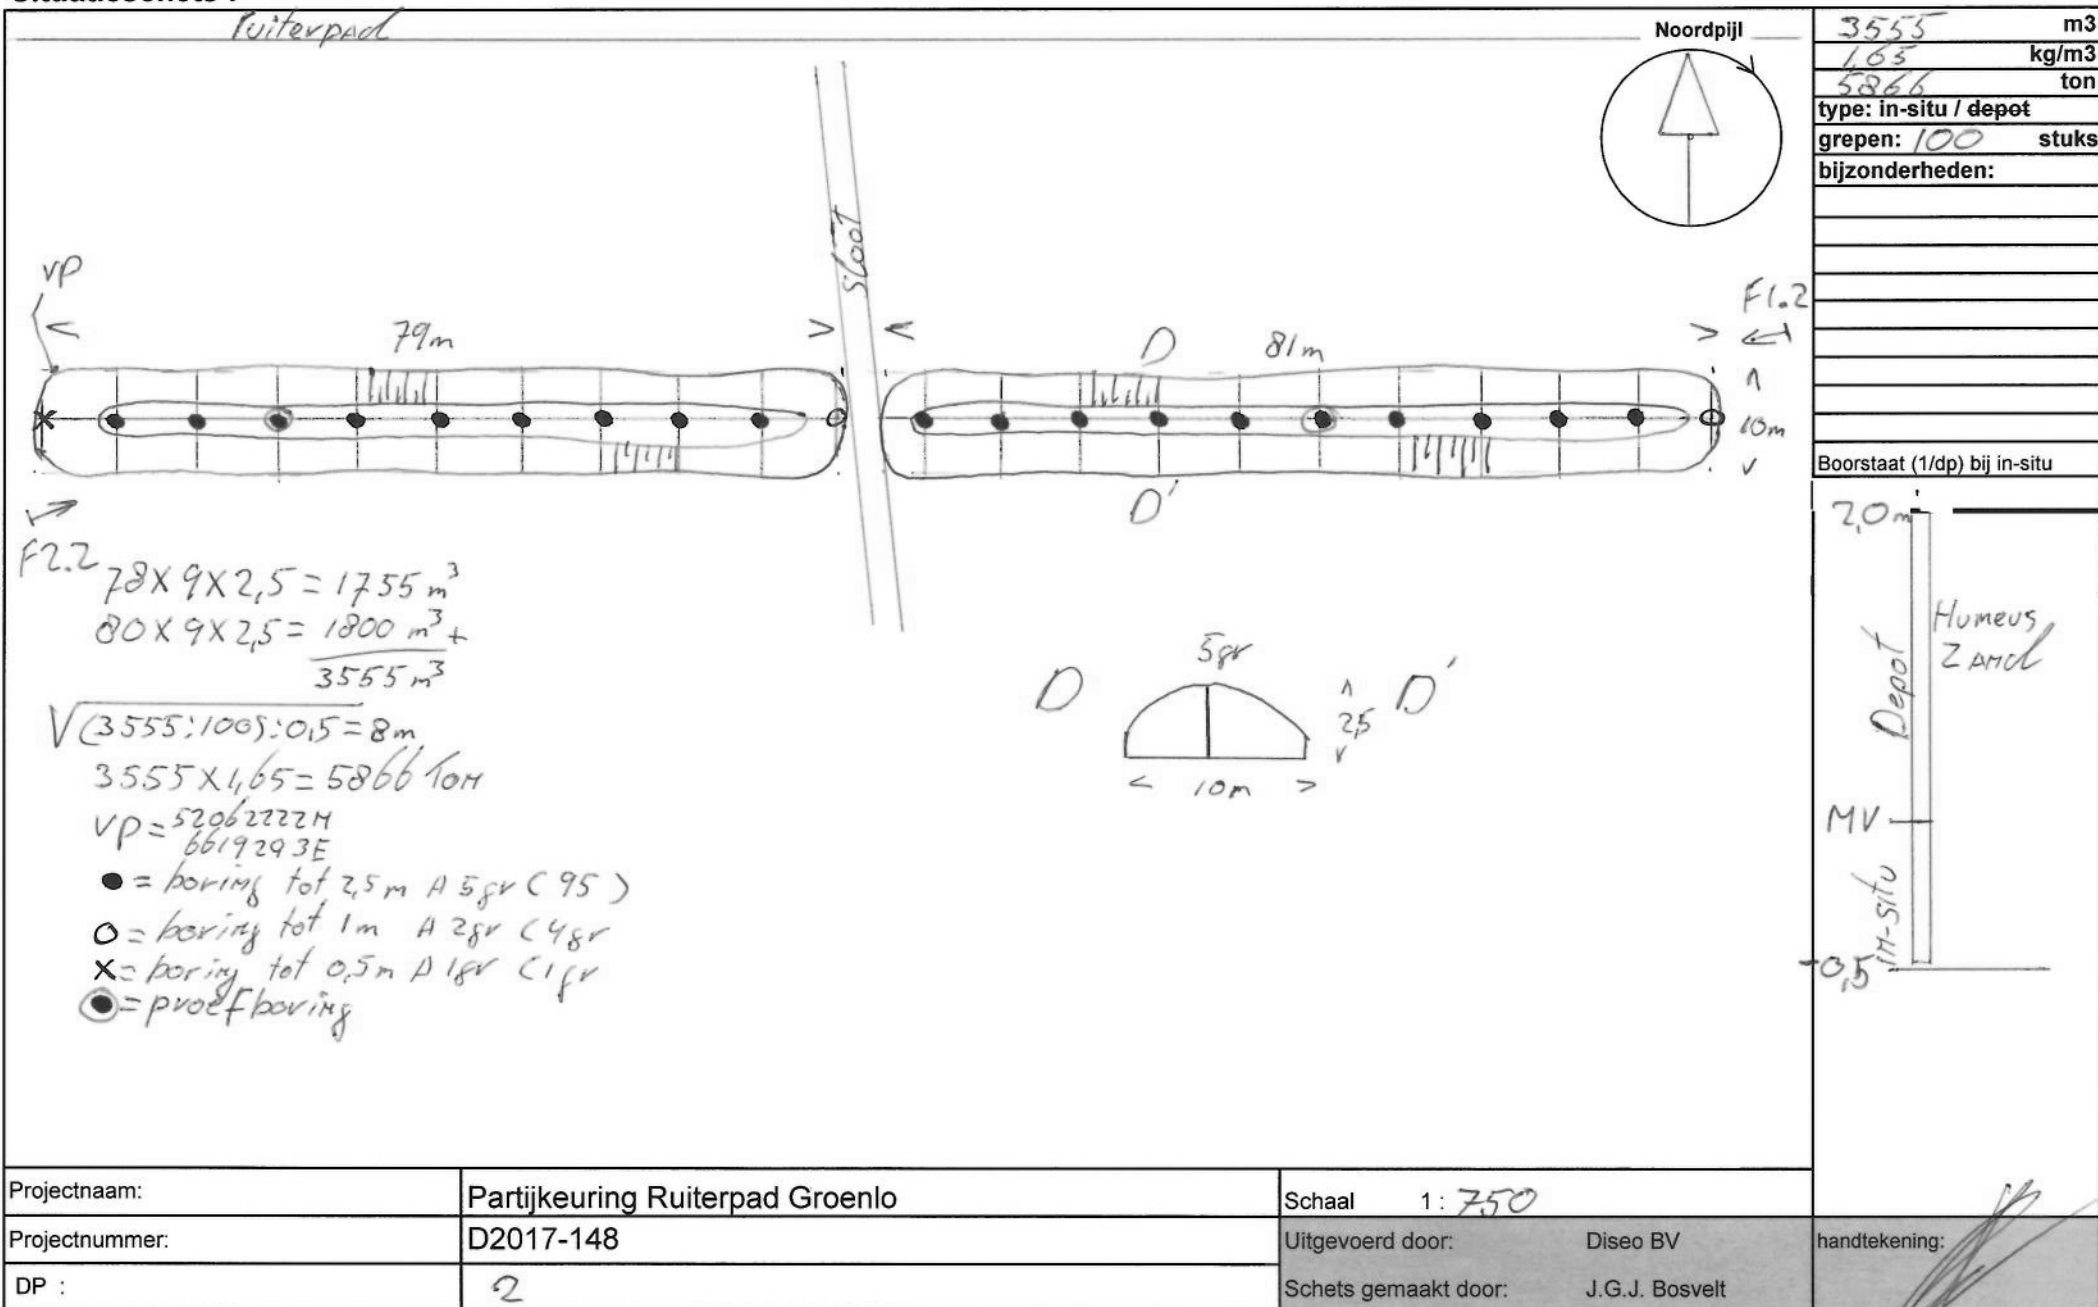 Ruiterpad
Noordpijl
3555 m3
1,65 kg/m3
5866 ton
type: in-situ / depot
grepen: 100 stuks
bijzonderheden:
sloot
vp
79m
D
81m
F1.2
10m
D'
F2.2
Boorstaat (1/dp) bij in-situ
78 x 9 x 2,5 = 1755 m³
80 x 9 x 2,5 = 1800 m³ +
3555 m³
√(3555:100):0,5 = 8m
3555 x 1,65 = 5866 Ton
vp = 52062222N
6619293E
● = boring tot 2,5 m A 5gr (95)
O = boring tot 1m A 2gr (4gr
X = boring tot 0,5m A 1gr (1gr
= proefboring
5gr
D
2,5
D'
< 10m >
2,0 m
Humeus
Zand
Depot
MV
in-situ
-0,5
Projectnaam: Partijkeuring Ruiterpad Groenlo
Schaal 1: 750
Projectnummer: D2017-148
Uitgevoerd door: Diseo BV
handtekening:
DP : 2
Schets gemaakt door: J.G.J. Bosvelt